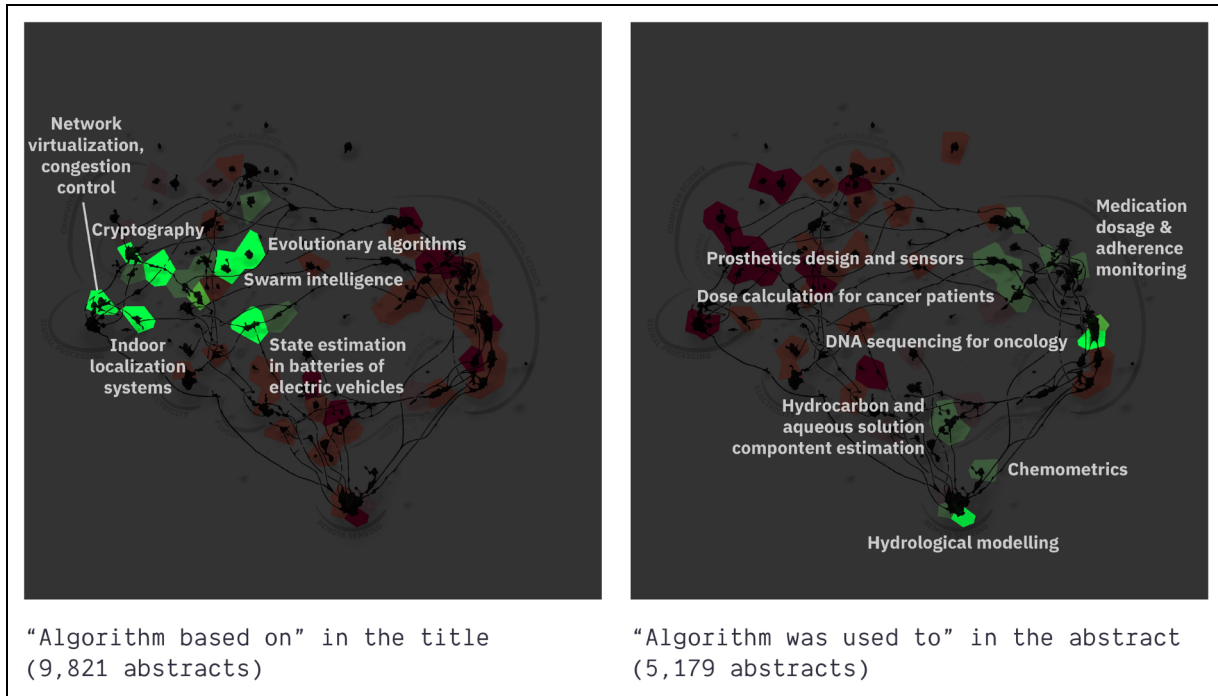 Network
virtualization,
congestion
control
Cryptography
Evolutionary algorithms
Swarm intelligence
Indoor
localization
systems
State estimation
in batteries of
electric vehicles
“Algorithm based on” in the title
(9,821 abstracts)
Medication
dosage &
adherence
monitoring
Prosthetics design and sensors
Dose calculation for cancer patients
DNA sequencing for oncology
Hydrocarbon and
aqueous solution
compontent estimation
Chemometrics
Hydrological modelling
“Algorithm was used to” in the abstract
(5,179 abstracts)